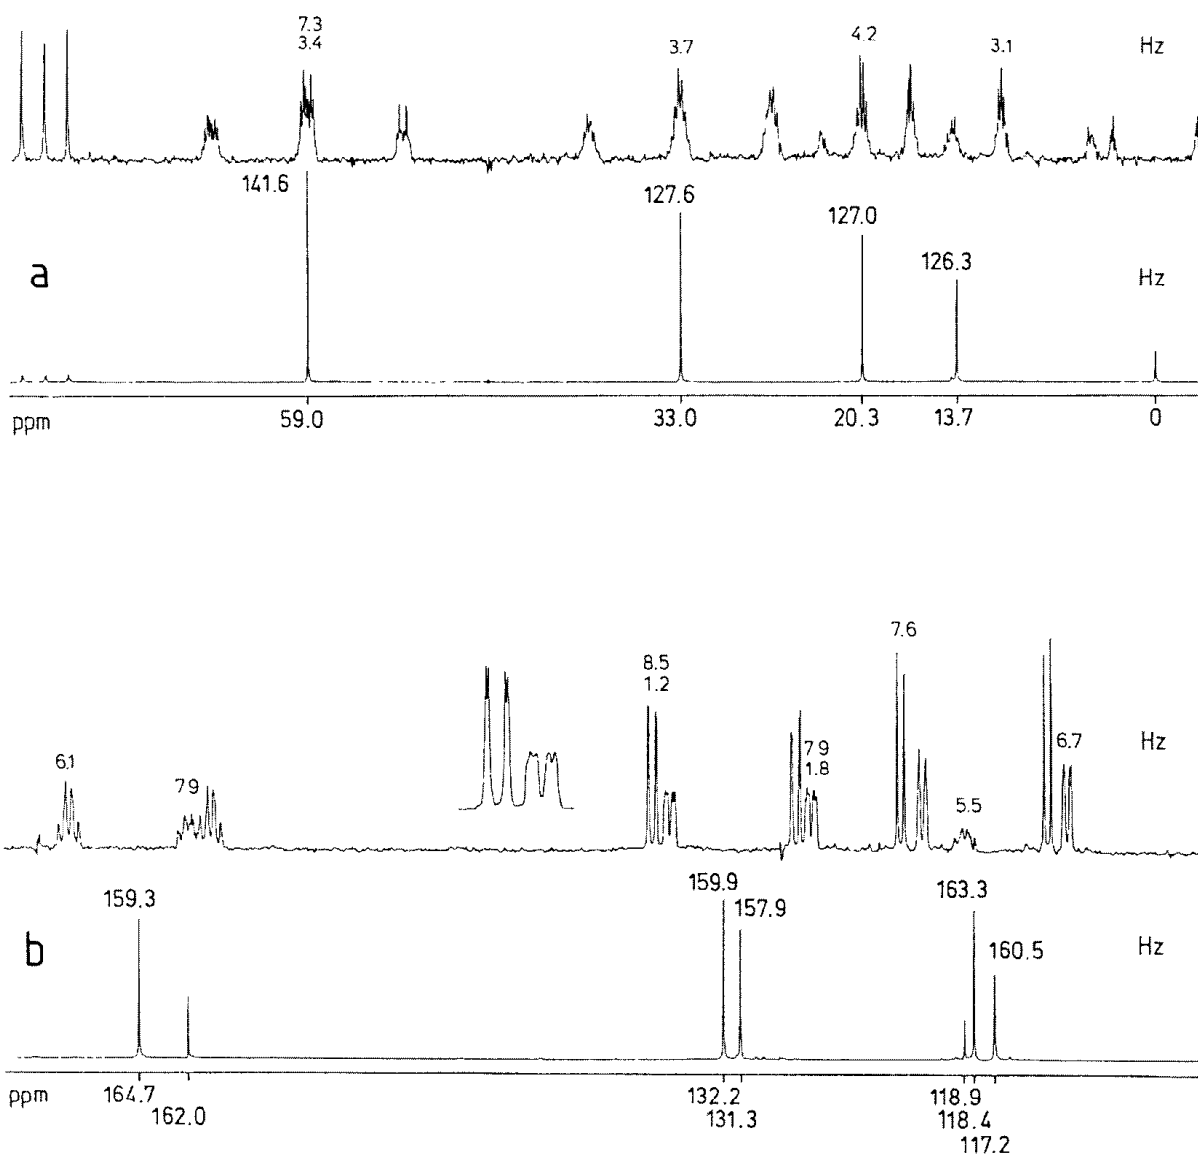 7.3 3.7 4.2 3.1 Hz
3.4
141.6 127.6 127.0 126.3 Hz
a
ppm 59.0 33.0 20.3 13.7 0
8.5 7.6
1.2
6.1 7.9 7.9 5.5 6.7 Hz
1.8
159.3 159.9 157.9 163.3 160.5 Hz
b
ppm 164.7 132.2 118.9
162.0 131.3 118.4
117.2